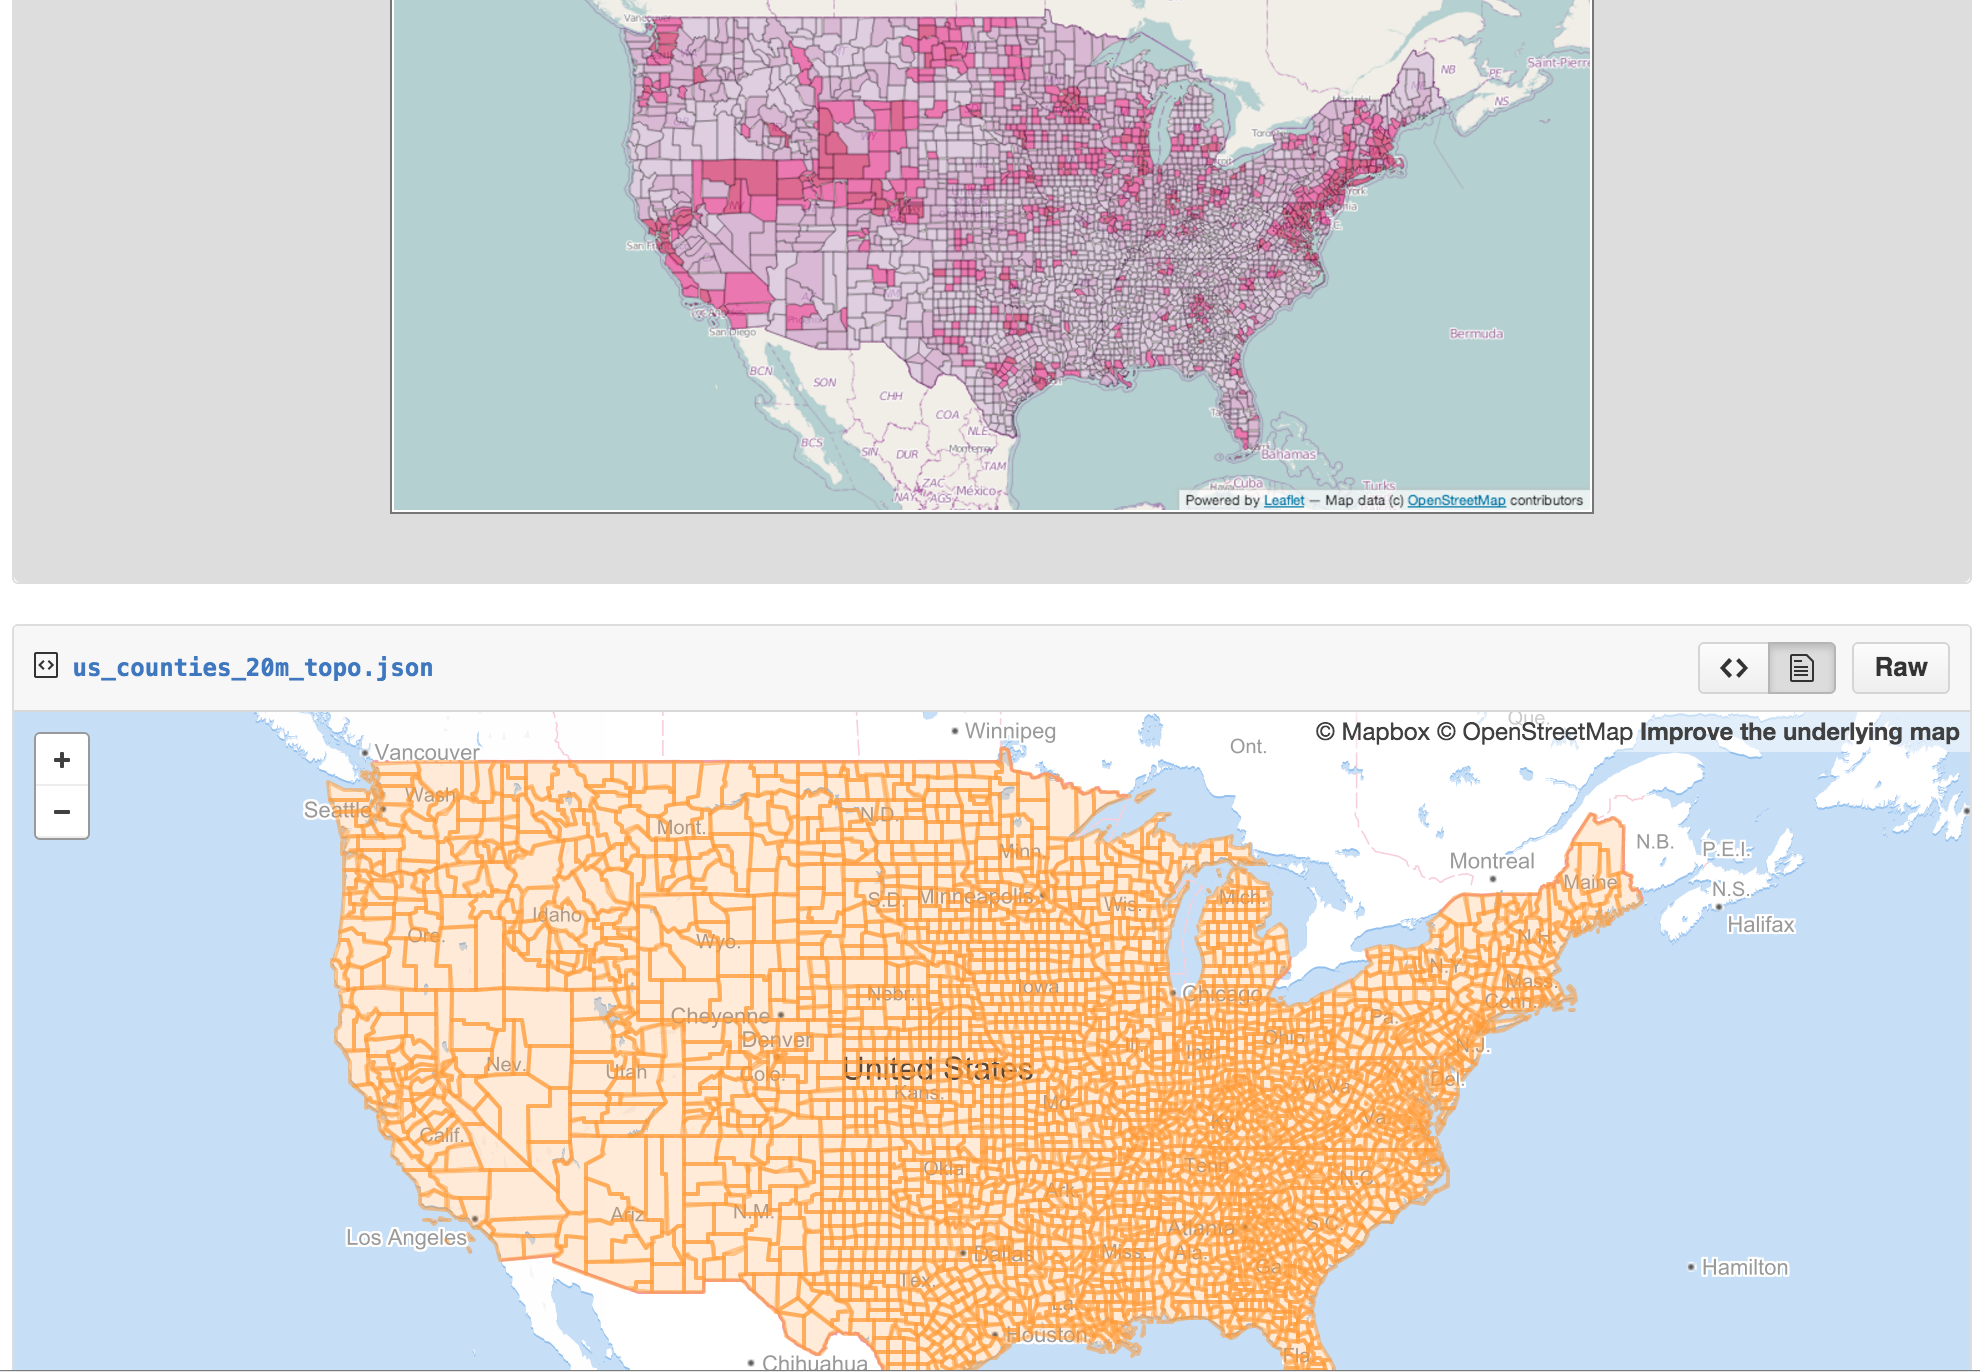 Vancouver
NB
PE
Saint-Pierre
NS
Montréal
Toro
York
NV
San Fr
San Diego
Bermuda
BCN
SON
CHH
COA
BCS
NLE
Monterrey
SIN
DUR
TAM
Bahamas
ZAC
NAY
AGS
México
Cuba
Turks
Powered by Leaflet — Map data (c) OpenStreetMap contributors
us_counties_20m_topo.json
Raw
+
−
© Mapbox © OpenStreetMap Improve the underlying map
Que.
Winnipeg
Ont.
Vancouver
Wash.
Seattle
N.D.
Mont.
Minn.
N.B.
P.E.I.
Montreal
Maine
N.S.
Halifax
S.D.
Minneapolis
Wis.
Mich.
Idaho
Ore.
Wyo.
N.H.
N.Y.
Mass.
Conn.
Nebr.
Iowa
Chicago
Cheyenne
Pa.
Denver
Ohio
Ill.
Ind.
N.J.
Nev.
Utah
Colo.
United States
Kans.
Mo.
W.Va.
Del.
Va.
Ky.
Calif.
Okla.
Tenn.
N.C.
Ark.
Ariz.
N.M.
Los Angeles
Atlanta
S.C.
Dallas
Miss.
Ala.
Ga.
Hamilton
Tex.
La.
Houston
Fla.
Chihuahua